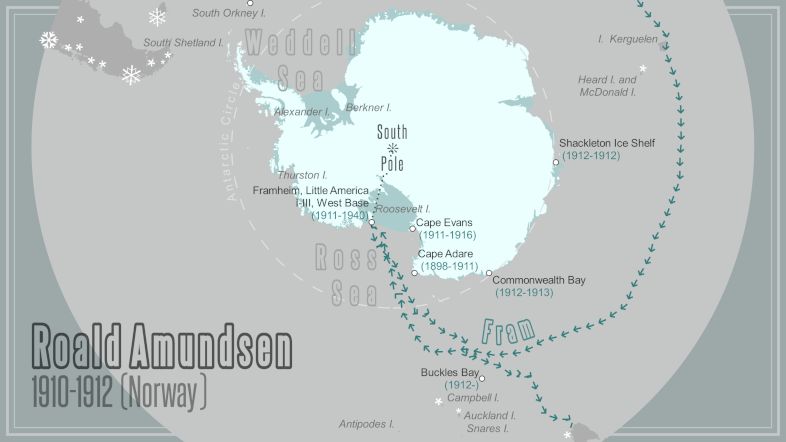 South Orkney I.
South Shetland I.
Weddell
Sea
I. Kerguelen
Heard I. and
McDonald I.
Alexander I.
Berkner I.
Antarctic Circle
South
Pole
Shackleton Ice Shelf
(1912-1912)
Thurston I.
Framheim, Little America
I-III, West Base
(1911-1940)
Roosevelt I.
Cape Evans
(1911-1916)
Cape Adare
(1898-1911)
Ross
Sea
Commonwealth Bay
(1912-1913)
Fram
Roald Amundsen
1910-1912 (Norway)
Buckles Bay
(1912-)
Campbell I.
Auckland I.
Snares I.
Antipodes I.